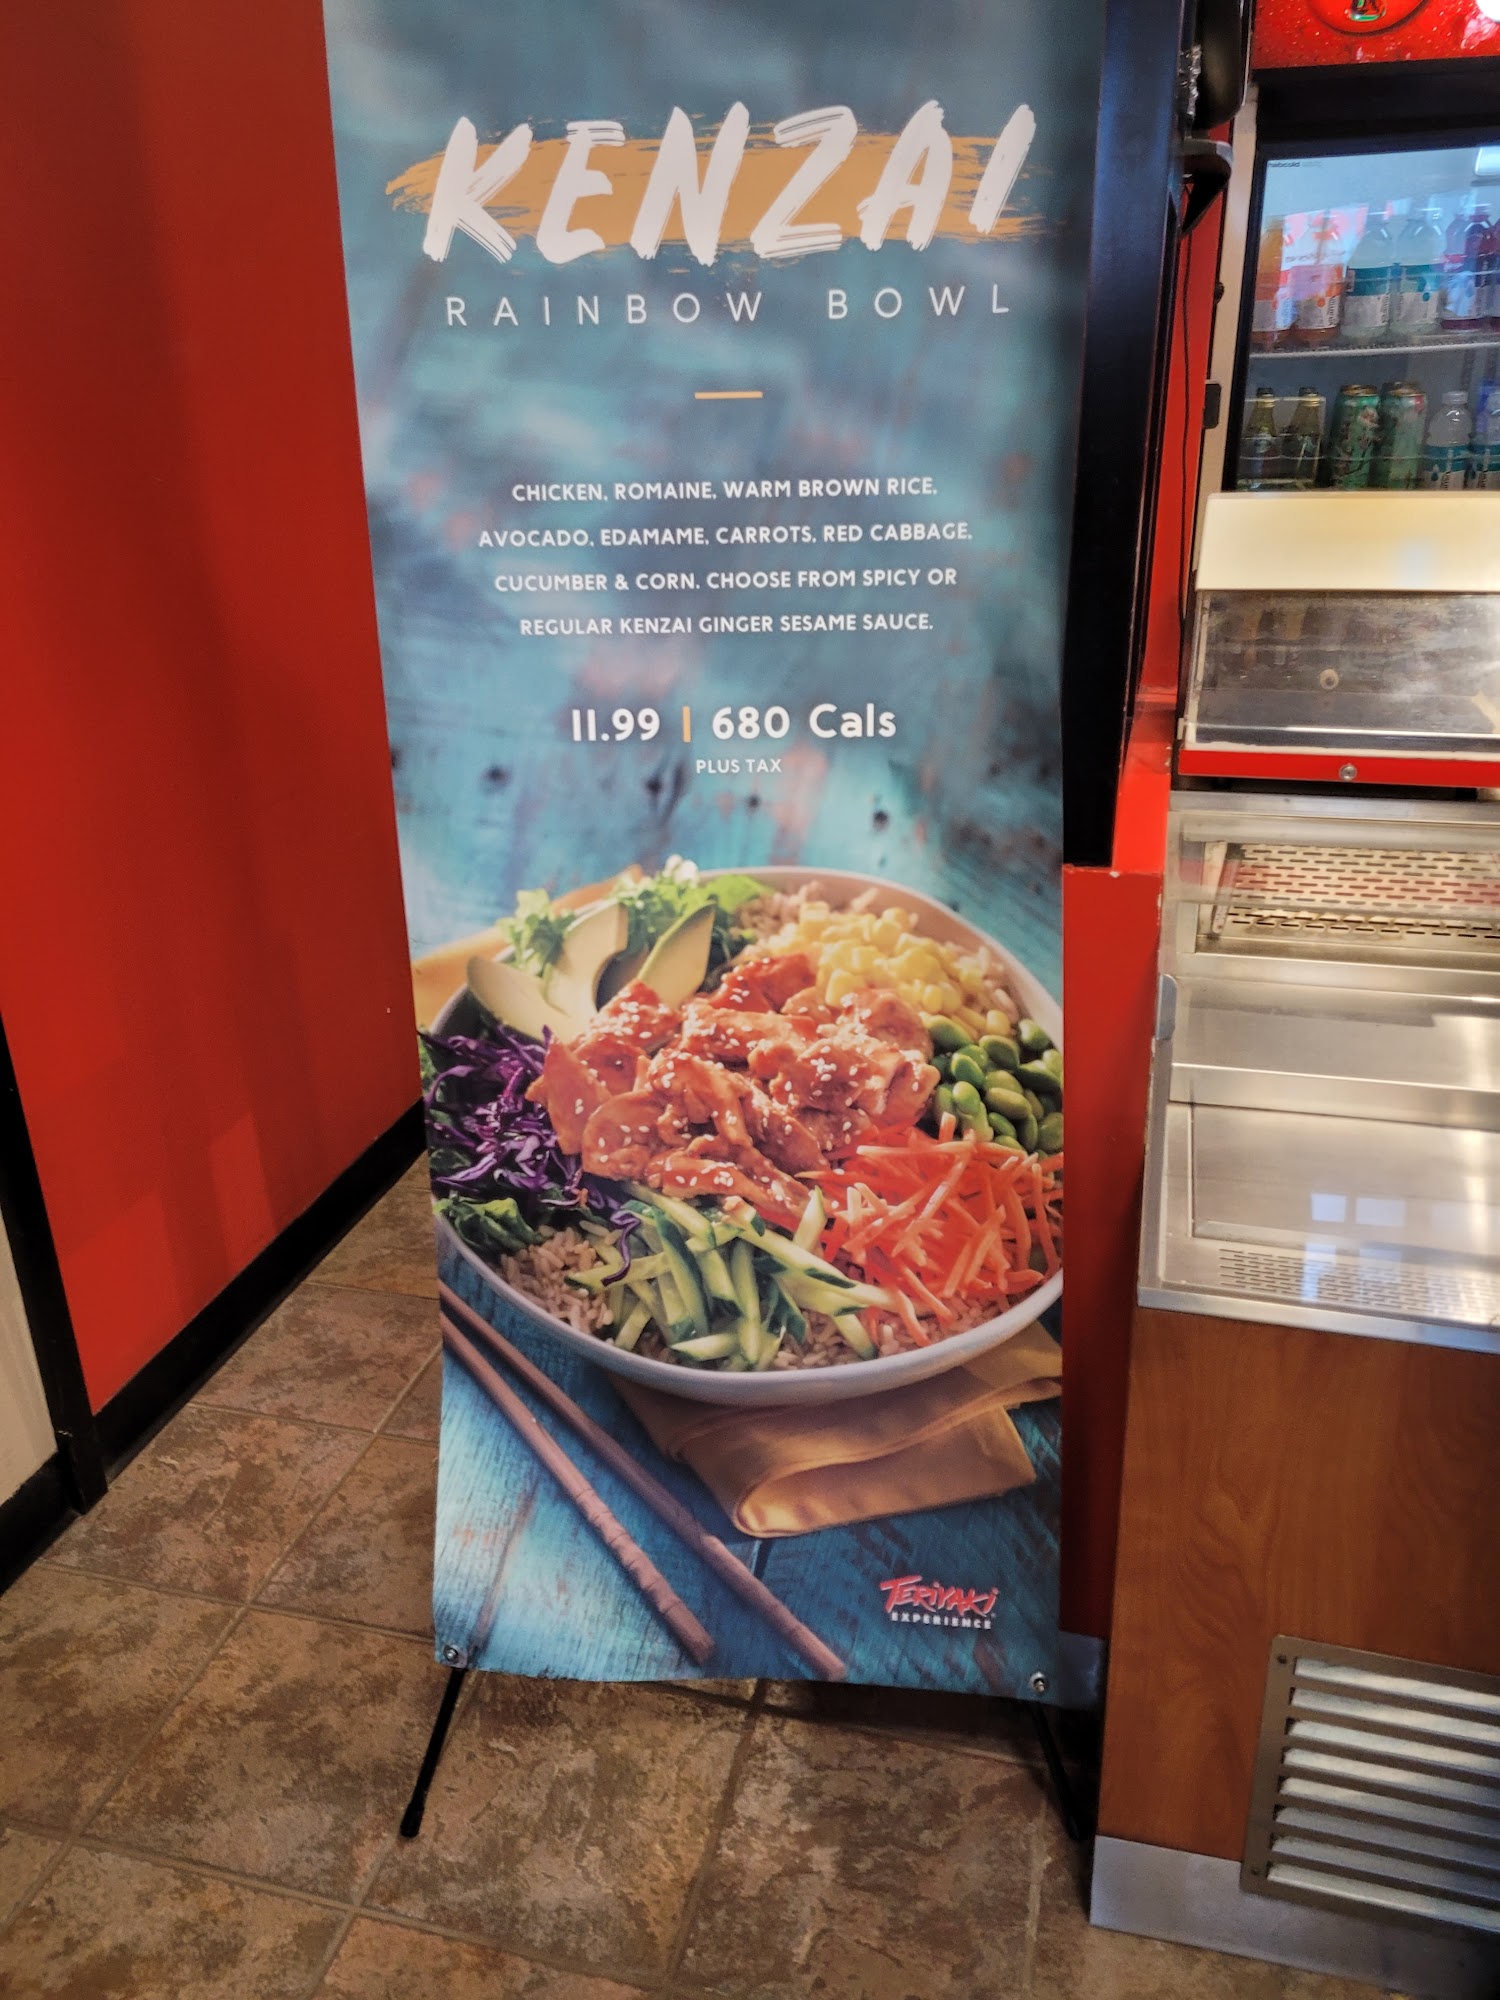 KENZAI
RAINBOW BOWL
CHICKEN, ROMAINE, WARM BROWN RICE,
AVOCADO, EDAMAME, CARROTS, RED CABBAGE,
CUCUMBER & CORN. CHOOSE FROM SPICY OR
REGULAR KENZAI GINGER SESAME SAUCE.
11.99 | 680 Cals
PLUS TAX
TERIYAKI
EXPERIENCE